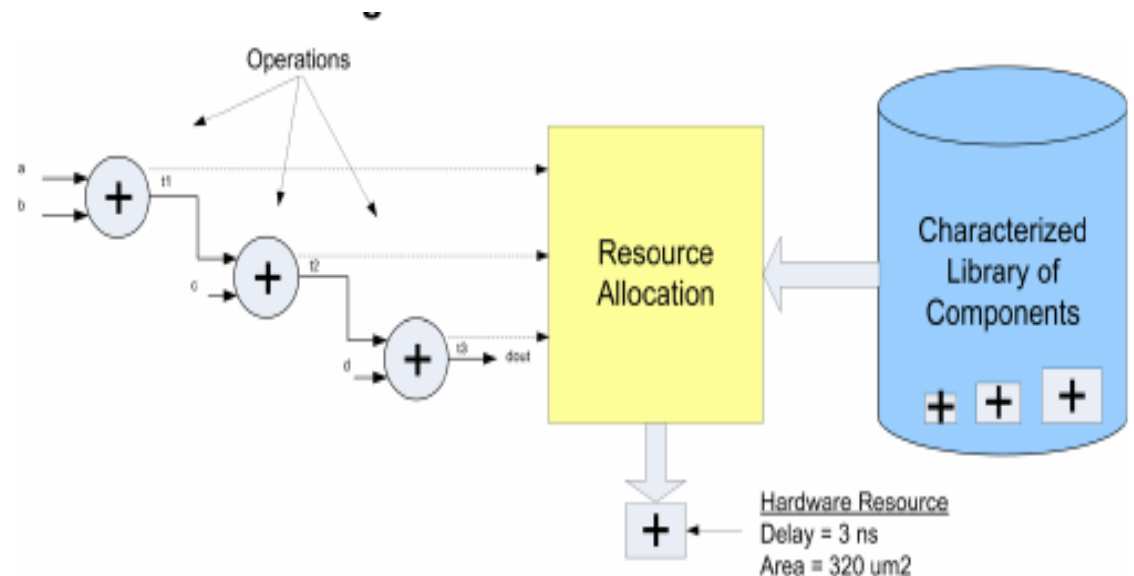 Operations
a
b
+
t1
c
+
t2
d
+
t3
dout
Resource
Allocation
Characterized
Library of
Components
+
+
+
+
Hardware Resource
Delay = 3 ns
Area = 320 um2